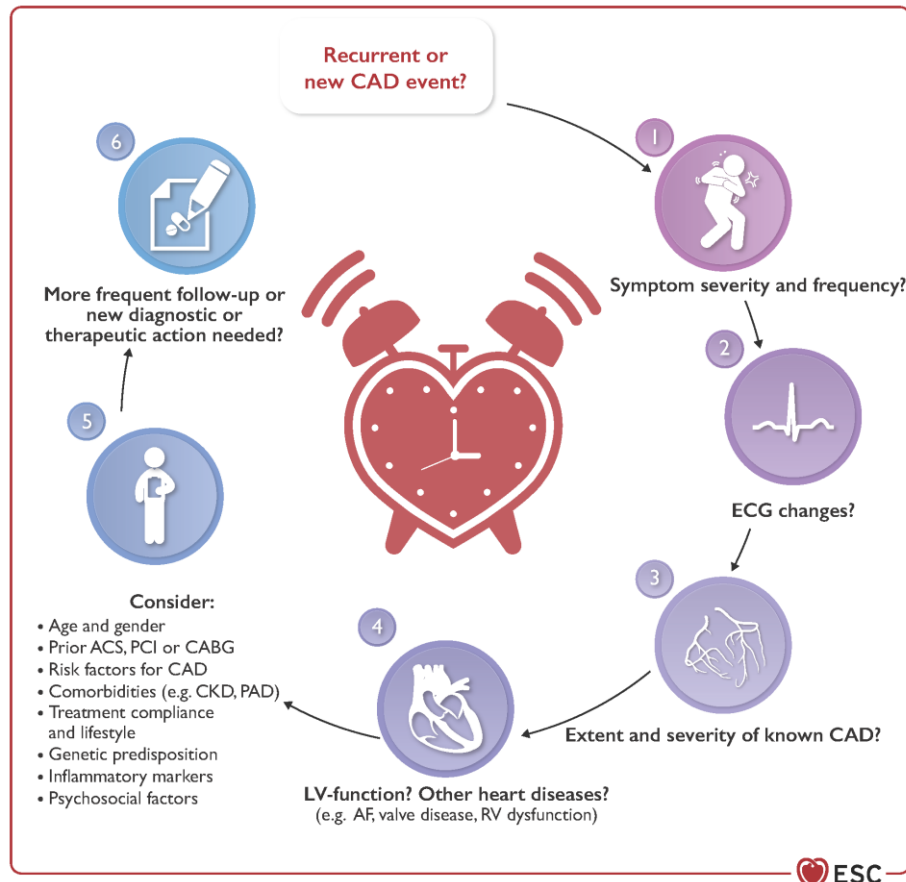 Recurrent or
new CAD event?
1
Symptom severity and frequency?
2
ECG changes?
3
Extent and severity of known CAD?
4
LV-function? Other heart diseases?
(e.g. AF, valve disease, RV dysfunction)
5
Consider:
• Age and gender
• Prior ACS, PCI or CABG
• Risk factors for CAD
• Comorbidities (e.g. CKD, PAD)
• Treatment compliance
and lifestyle
• Genetic predisposition
• Inflammatory markers
• Psychosocial factors
6
More frequent follow-up or
new diagnostic or
therapeutic action needed?
ESC